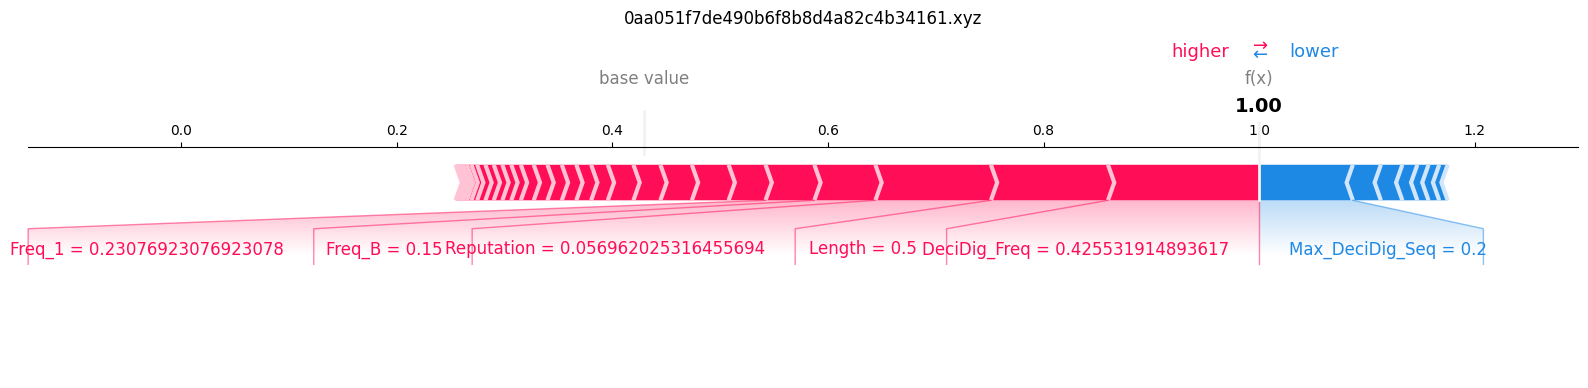 0aa051f7de490b6f8b8d4a82c4b34161.xyz
higher ⇄ lower
base value f(x)
1.00
0.0 0.2 0.4 0.6 0.8 1.0 1.2
Freq_1 = 0.23076923076923078 Freq_B = 0.15 Reputation = 0.056962025316455694 Length = 0.5 DeciDig_Freq = 0.425531914893617 Max_DeciDig_Seq = 0.2